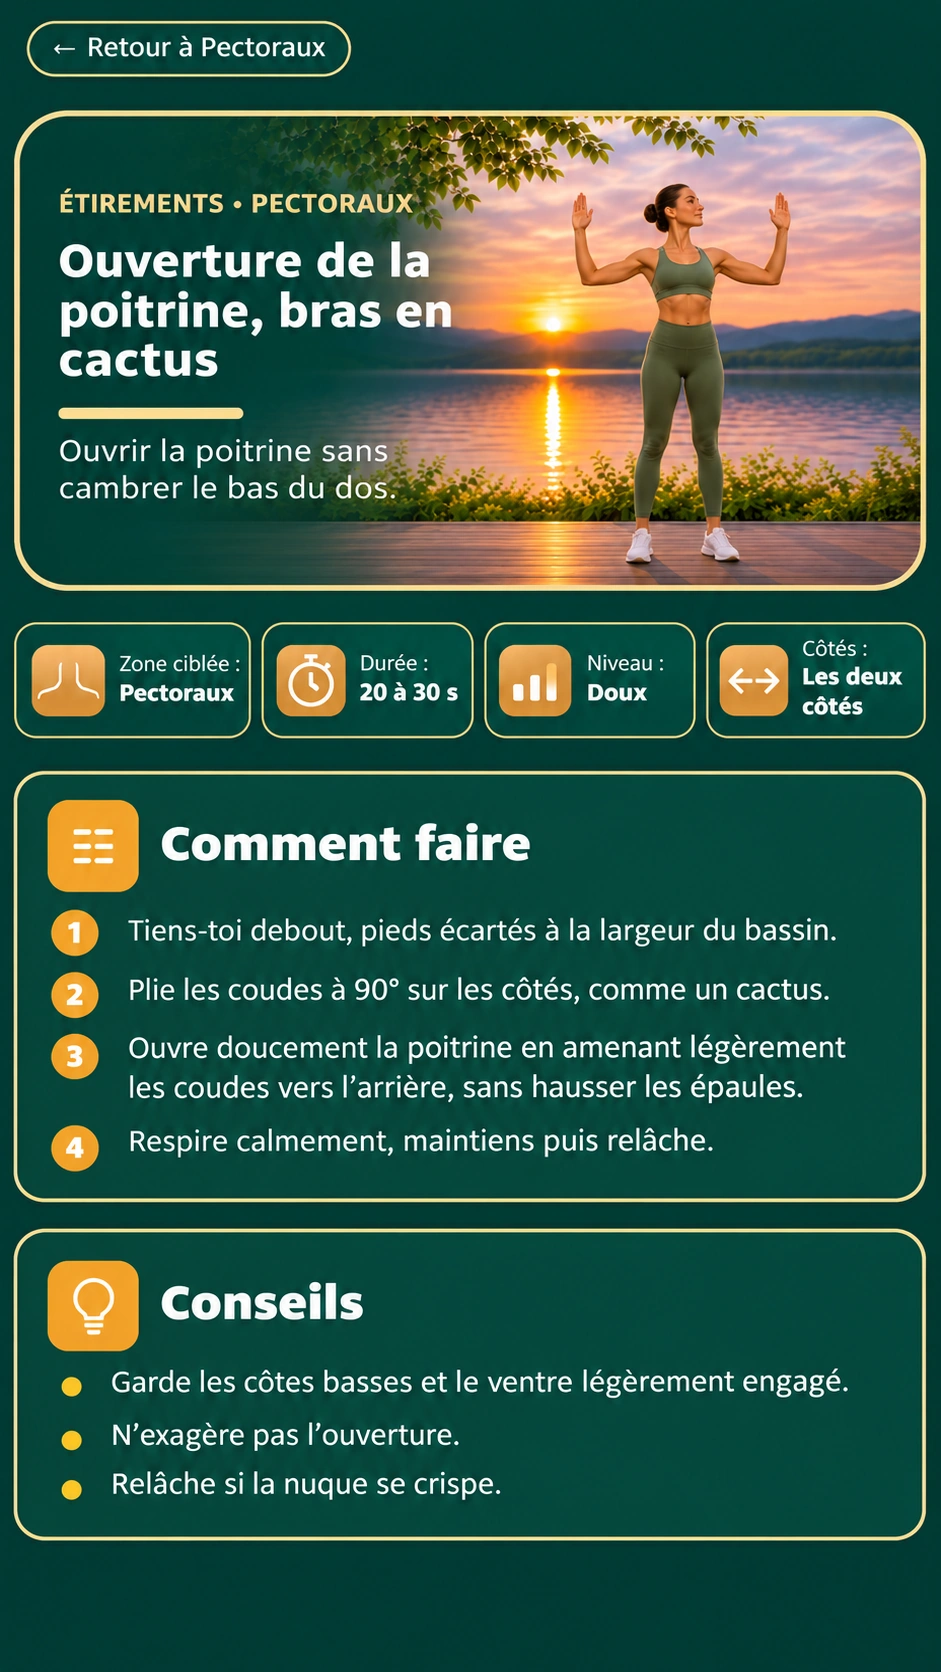 ← Retour à Pectoraux
ÉTIREMENTS • PECTORAUX
Ouverture de la
poitrine, bras en
cactus
Ouvrir la poitrine sans
cambrer le bas du dos.
Zone ciblée :
Pectoraux
Durée :
20 à 30 s
Niveau :
Doux
Côtés :
Les deux
côtés
Comment faire
1 Tiens-toi debout, pieds écartés à la largeur du bassin.
2 Plie les coudes à 90° sur les côtés, comme un cactus.
3 Ouvre doucement la poitrine en amenant légèrement
les coudes vers l’arrière, sans hausser les épaules.
4 Respire calmement, maintiens puis relâche.
Conseils
Garde les côtes basses et le ventre légèrement engagé.
N’exagère pas l’ouverture.
Relâche si la nuque se crispe.